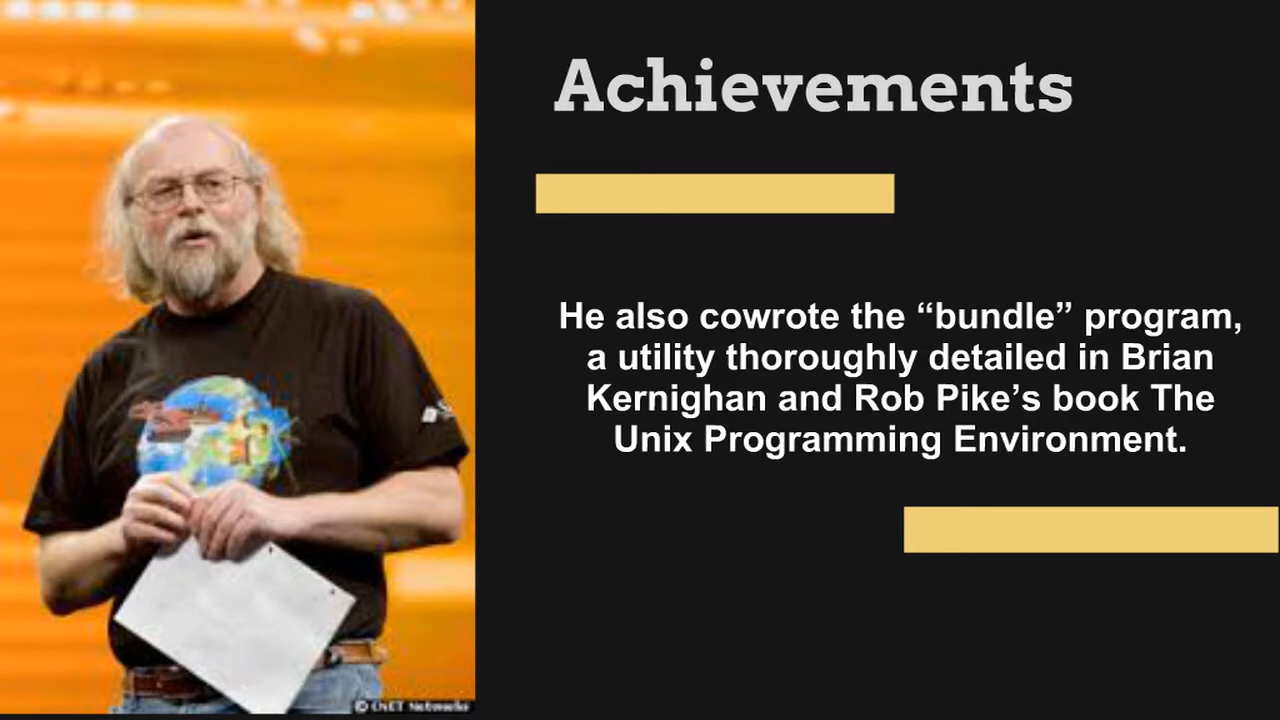 Achievements
He also cowrote the “bundle” program,
a utility thoroughly detailed in Brian
Kernighan and Rob Pike’s book The
Unix Programming Environment.
© CNET Networks